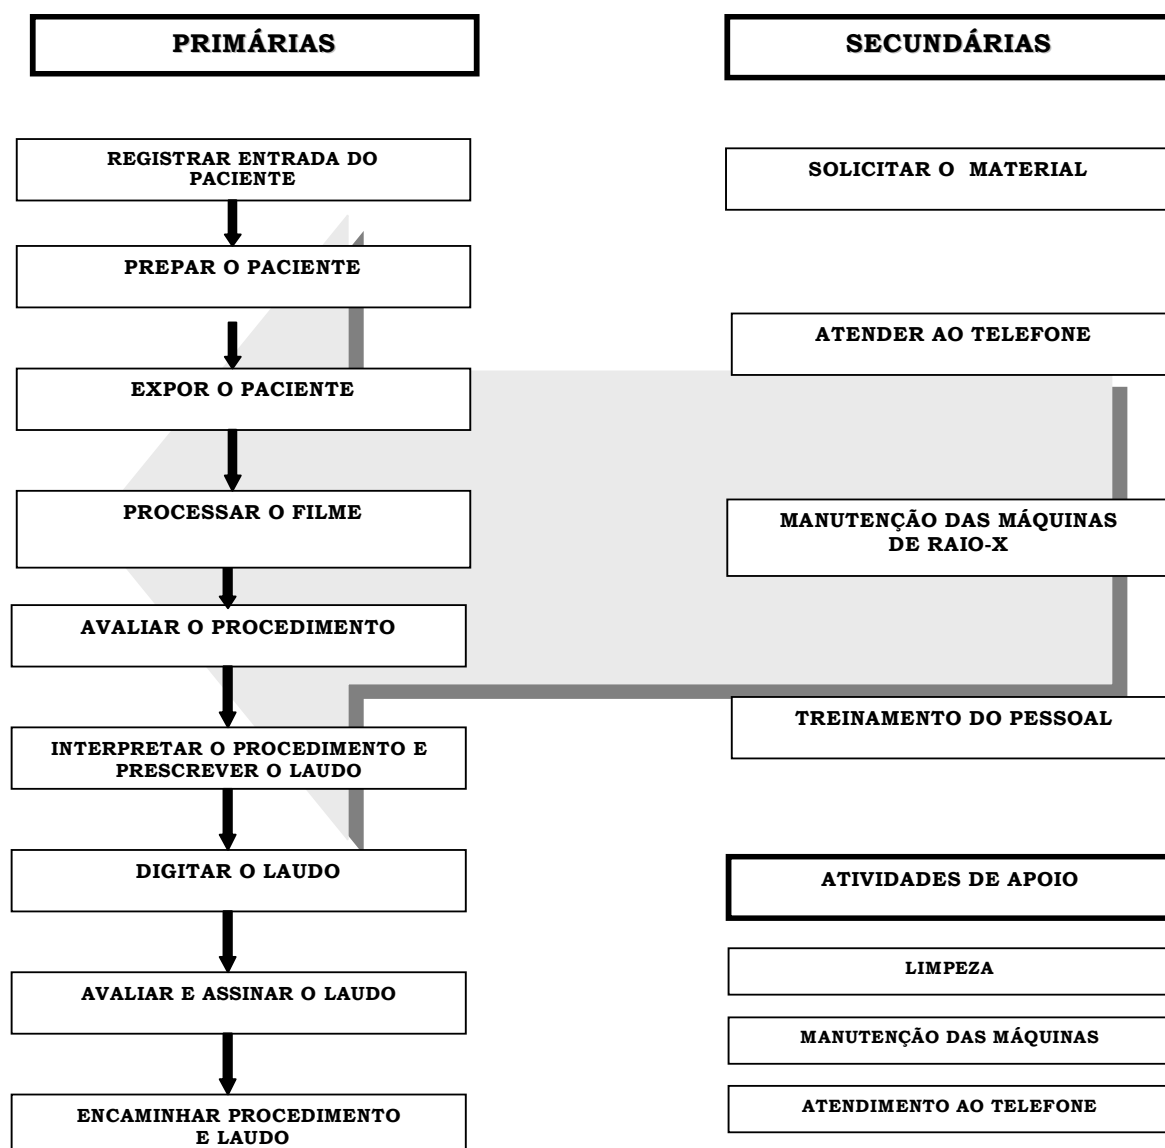 PRIMÁRIAS
REGISTRAR ENTRADA DO
PACIENTE
PREPAR O PACIENTE
EXPOR O PACIENTE
PROCESSAR O FILME
AVALIAR O PROCEDIMENTO
INTERPRETAR O PROCEDIMENTO E
PRESCREVER O LAUDO
DIGITAR O LAUDO
AVALIAR E ASSINAR O LAUDO
ENCAMINHAR PROCEDIMENTO
E LAUDO
SECUNDÁRIAS
SOLICITAR O MATERIAL
ATENDER AO TELEFONE
MANUTENÇÃO DAS MÁQUINAS
DE RAIO-X
TREINAMENTO DO PESSOAL
ATIVIDADES DE APOIO
LIMPEZA
MANUTENÇÃO DAS MÁQUINAS
ATENDIMENTO AO TELEFONE